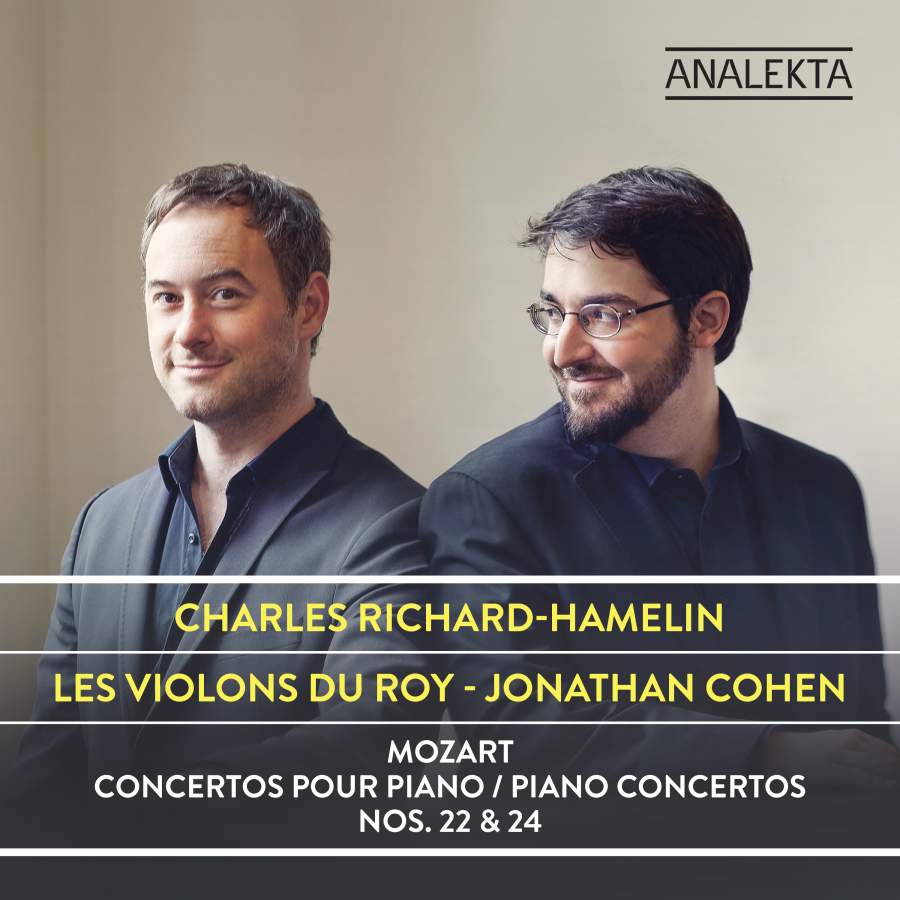 ANALEKTA
CHARLES RICHARD-HAMELIN
LES VIOLONS DU ROY - JONATHAN COHEN
MOZART
CONCERTOS POUR PIANO / PIANO CONCERTOS
NOS. 22 & 24